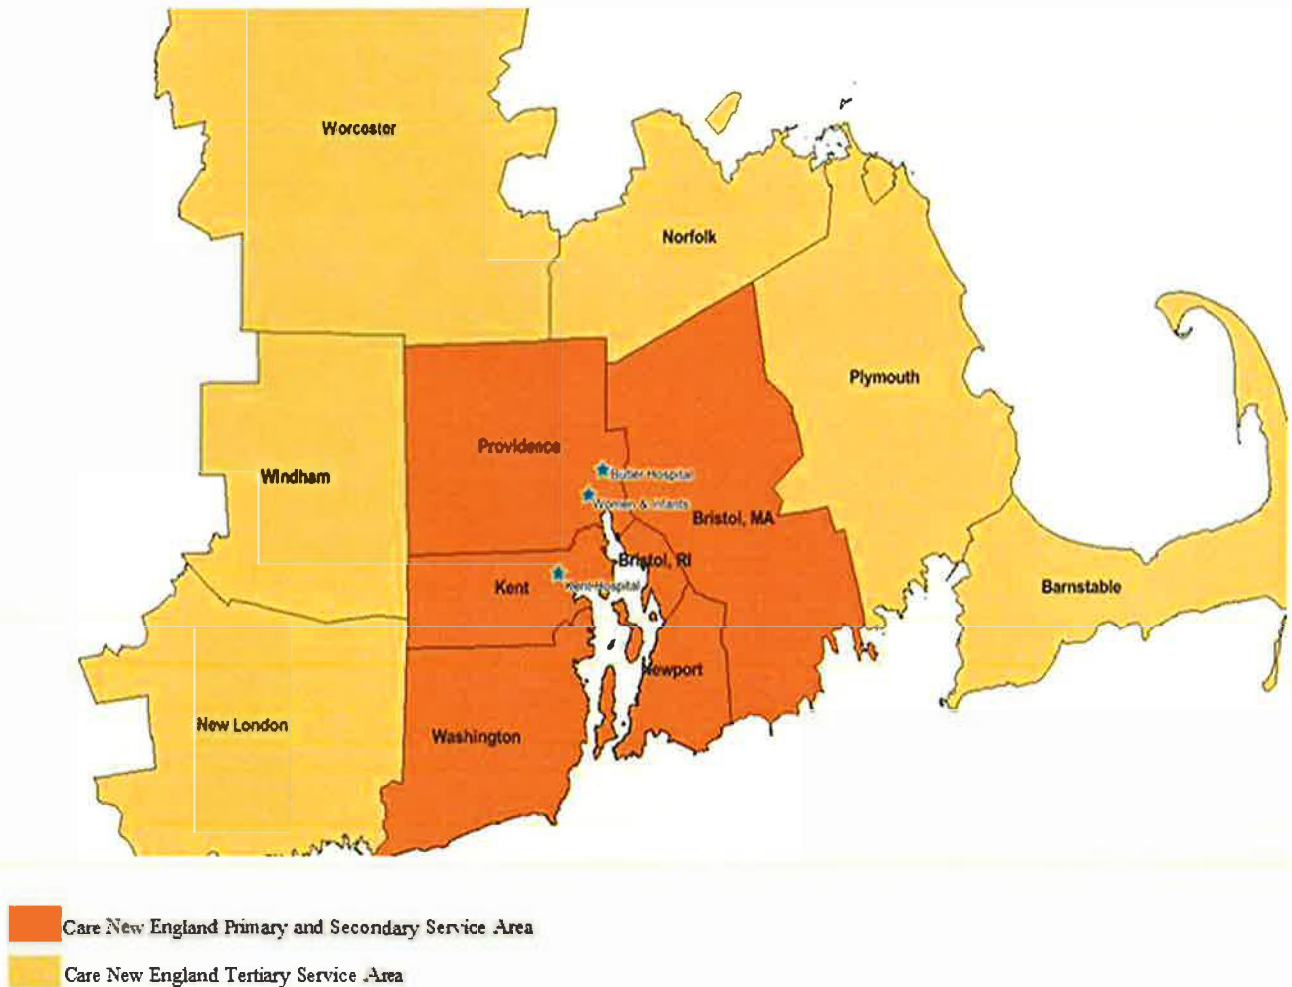 Worcester
Norfolk
Plymouth
Providence
Butler Hospital
Windham
Women & Infants
Bristol, MA
Bristol, RI
Kent
Kent Hospital
Barnstable
Newport
New London
Washington
Care New England Primary and Secondary Service Area
Care New England Tertiary Service Area